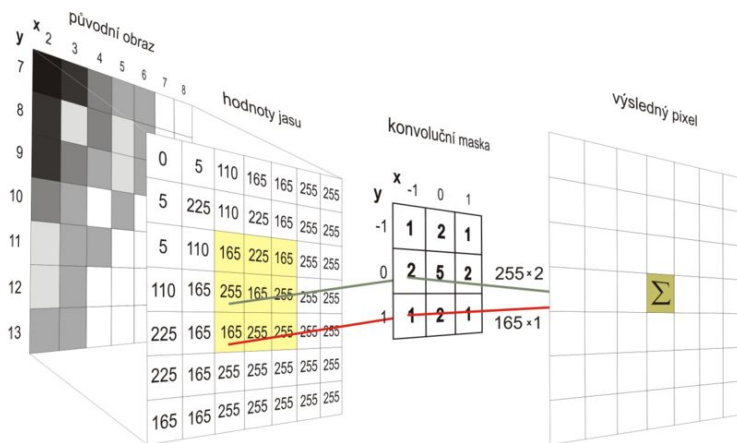 původní obraz
x
y 2 3 4 5 6 7 8
7
8
9
10
11
12
13
hodnoty jasu
0 5 110 165 165 255 255
5 225 110 225 165 255 255
5 110 165 225 165 255 255
110 165 255 165 255 255 255
225 165 165 255 255 255 255
225 165 255 255 255 255 255
165 165 255 255 255 255 255
konvoluční maska
x
y -1 0 1
-1 1 2 1
0 2 5 2
1 1 2 1
255×2
165×1
výsledný pixel
Σ